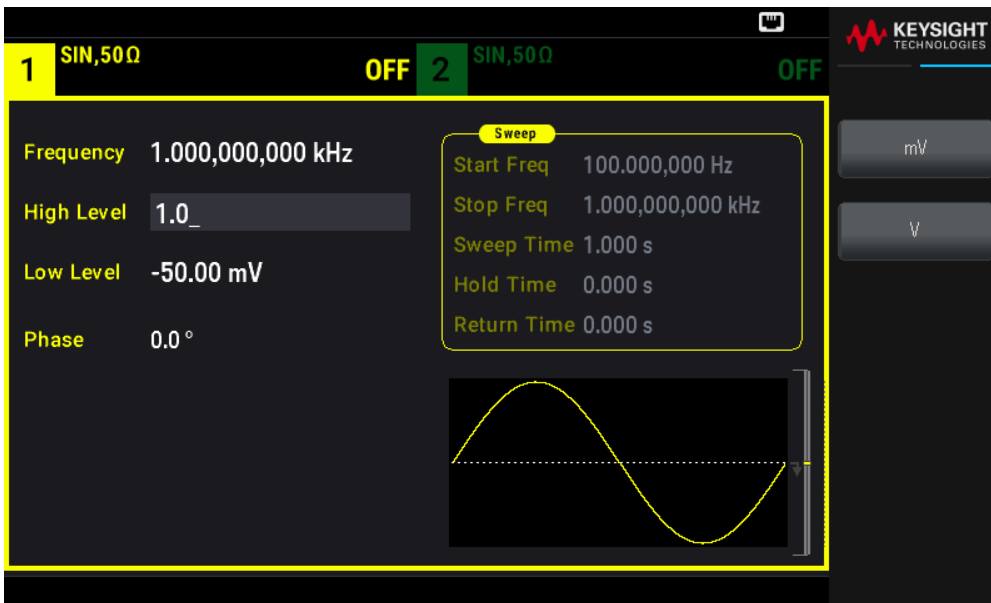 KEYSIGHT
TECHNOLOGIES
1 SIN,50Ω OFF
2 SIN,50Ω OFF
Frequency 1.000,000,000 kHz
High Level 1.0_
Low Level -50.00 mV
Phase 0.0 °
Sweep
Start Freq 100.000,000 Hz
Stop Freq 1.000,000,000 kHz
Sweep Time 1.000 s
Hold Time 0.000 s
Return Time 0.000 s
mV
V